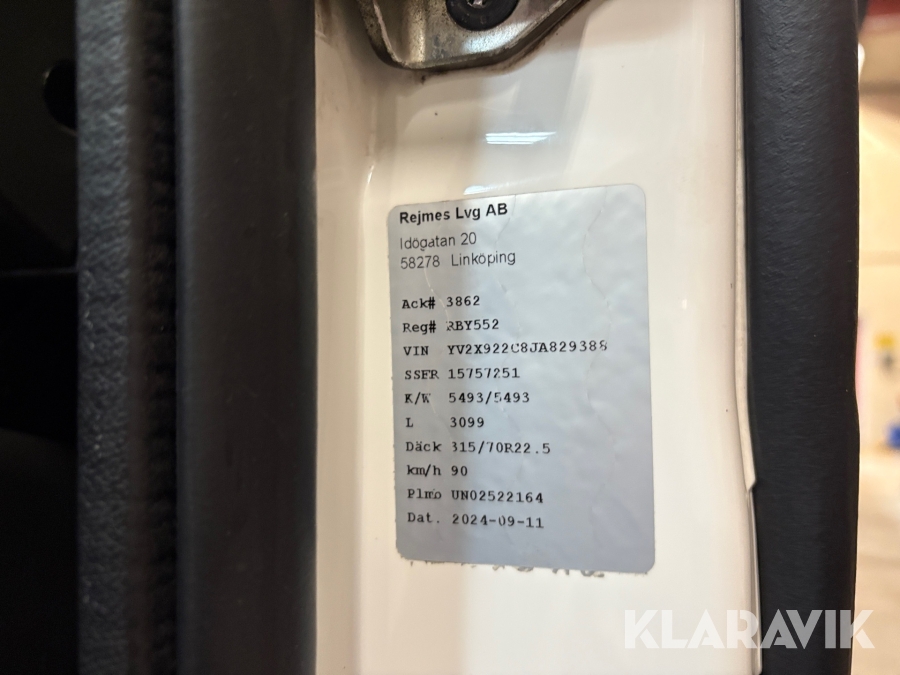 Rejmes Lvg AB
Idögatan 20
58278 Linköping
Ack# 3862
Reg# RBY552
VIN YV2X922C8JA829388
SSFR 15757251
K/W 5493/5493
L 3099
Däck 315/70R22.5
km/h 90
Plmo UN02522164
Dat. 2024-09-11
KLARAVIK